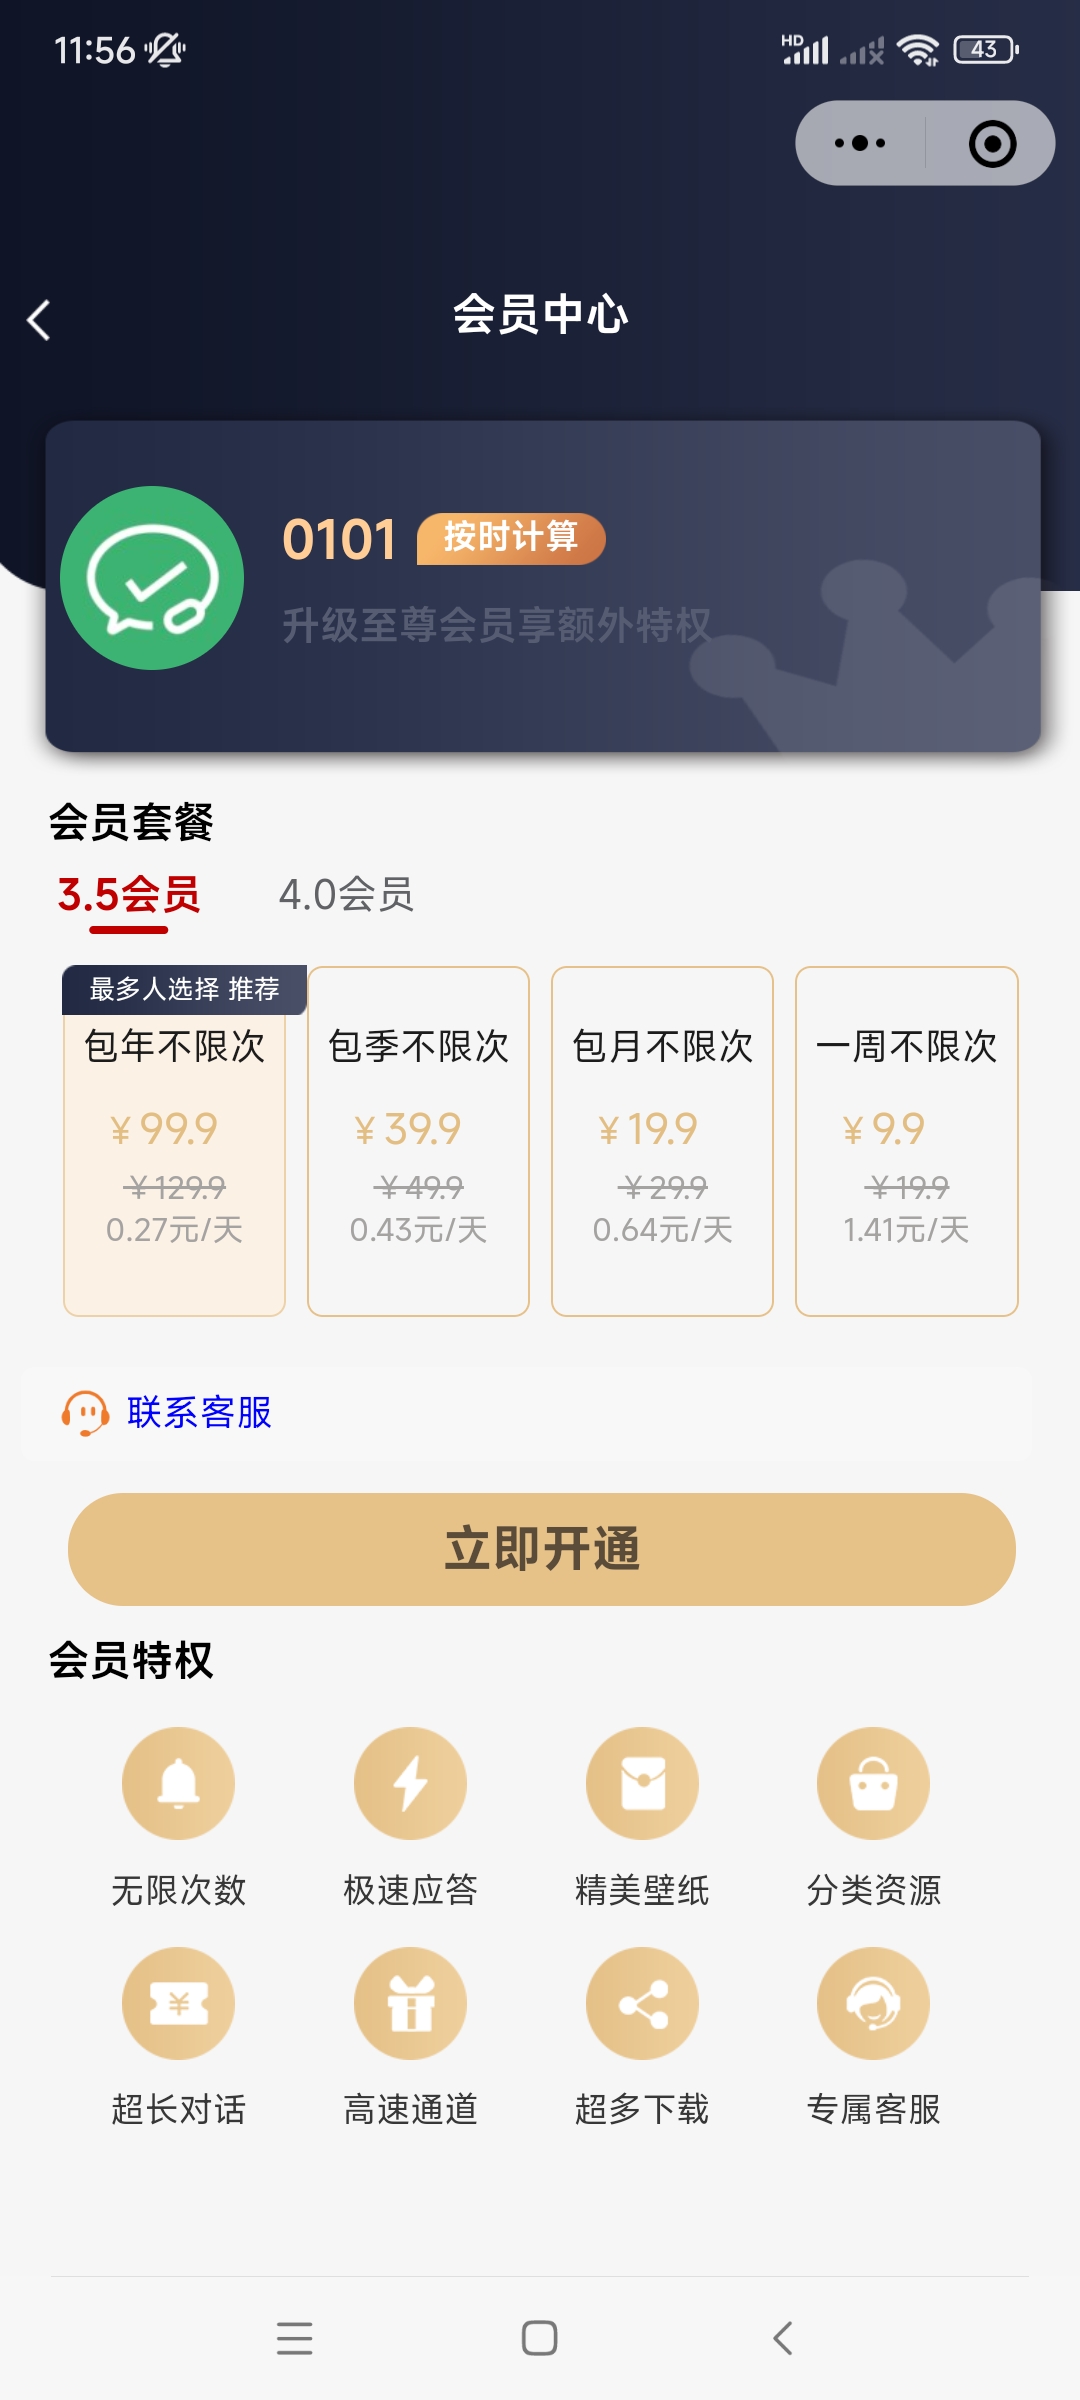 11:56
HD
43
会员中心
0101 按时计算
升级至尊会员享额外特权
会员套餐
3.5会员 4.0会员
最多人选择 推荐
包年不限次
¥99.9
¥129.9
0.27元/天
包季不限次
¥39.9
¥49.9
0.43元/天
包月不限次
¥19.9
¥29.9
0.64元/天
一周不限次
¥9.9
¥19.9
1.41元/天
联系客服
立即开通
会员特权
无限次数 极速应答 精美壁纸 分类资源
¥
超长对话 高速通道 超多下载 专属客服